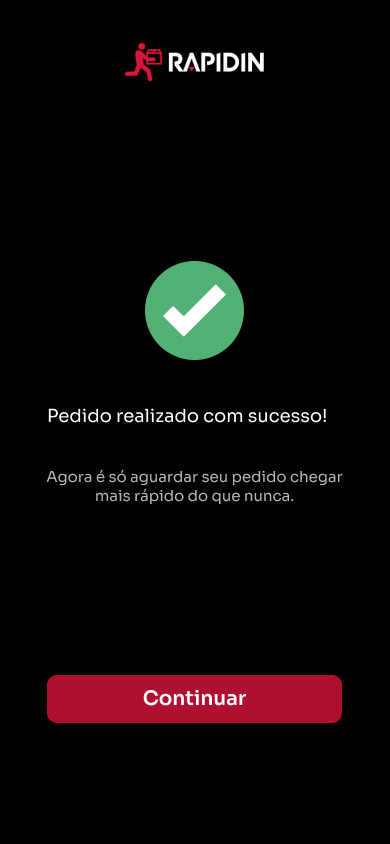 RAPIDIN
Pedido realizado com sucesso!
Agora é só aguardar seu pedido chegar
mais rápido do que nunca.
Continuar